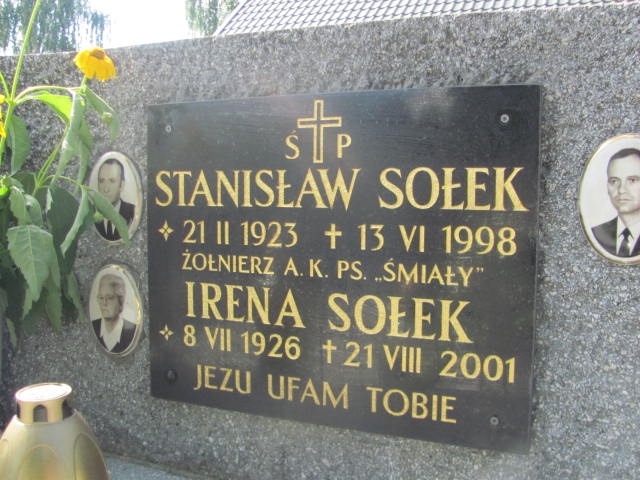 Ś P
STANISŁAW SOŁEK
21 II 1923 13 VI 1998
ŻOŁNIERZ A.K. PS. „ŚMIAŁY”
IRENA SOŁEK
8 VII 1926 21 VIII 2001
JEZU UFAM TOBIE